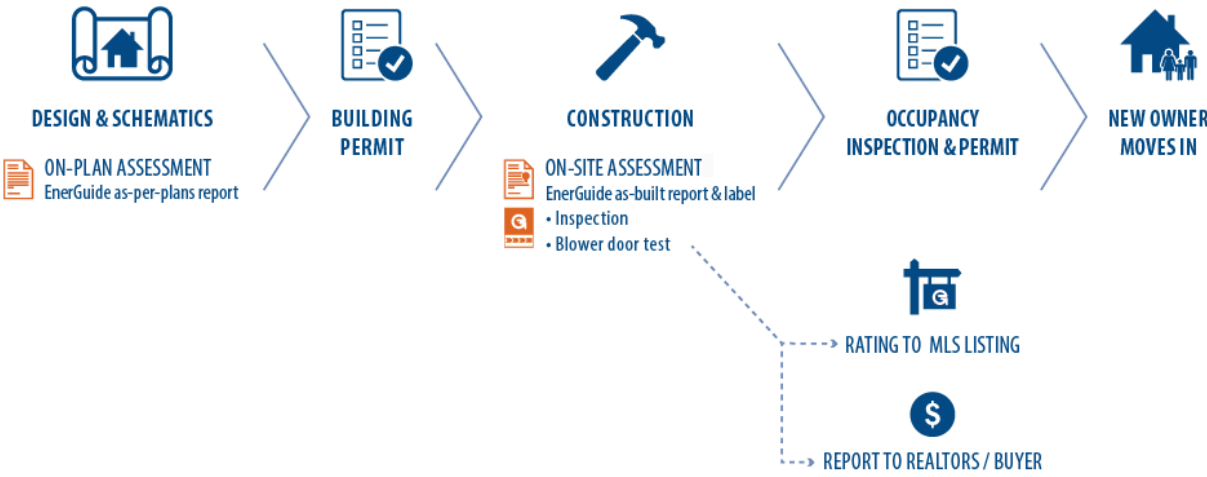 DESIGN & SCHEMATICS
ON-PLAN ASSESSMENT
EnerGuide as-per-plans report
BUILDING
PERMIT
CONSTRUCTION
ON-SITE ASSESSMENT
EnerGuide as-built report & label
• Inspection
• Blower door test
OCCUPANCY
INSPECTION & PERMIT
NEW OWNER
MOVES IN
RATING TO MLS LISTING
$
REPORT TO REALTORS / BUYER